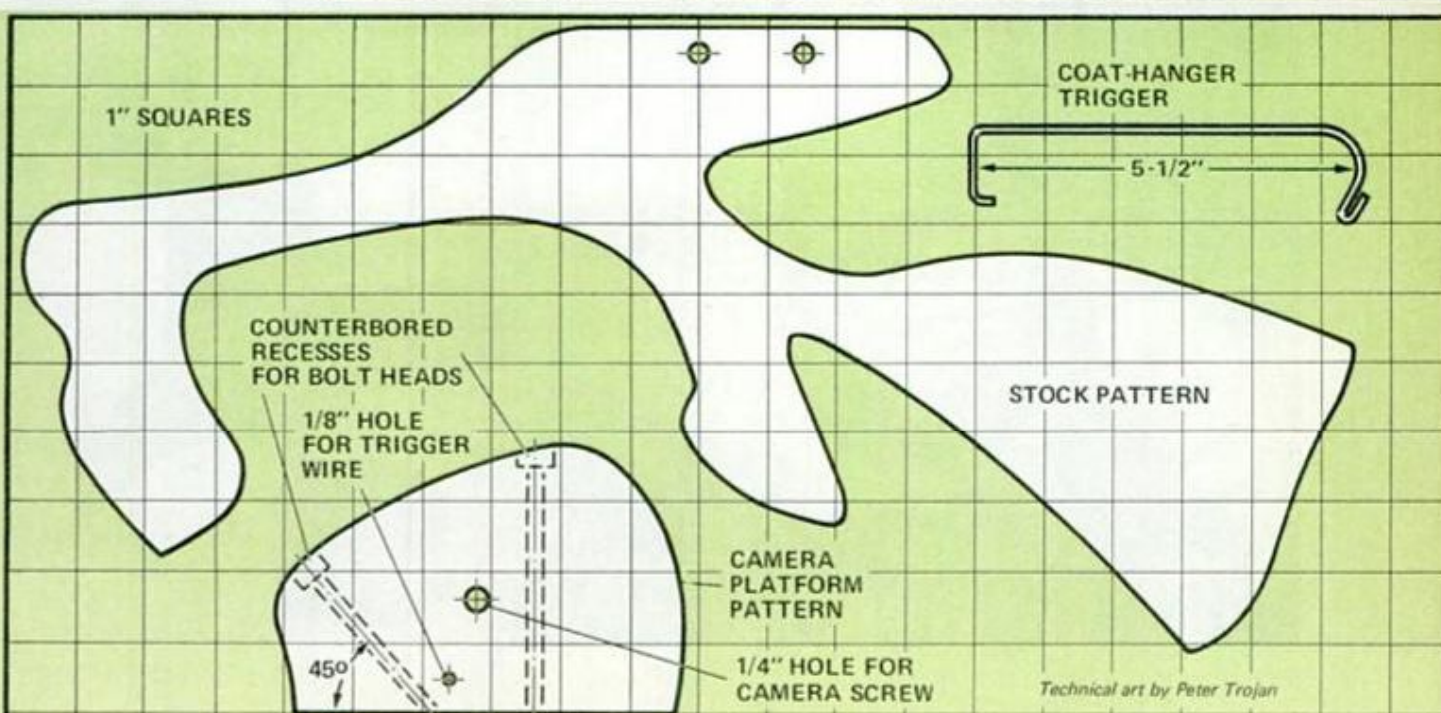 1" SQUARES
COAT-HANGER
TRIGGER
5-1/2"
COUNTERBORED
RECESSES
FOR BOLT HEADS
1/8" HOLE
FOR TRIGGER
WIRE
STOCK PATTERN
CAMERA
PLATFORM
PATTERN
45°
1/4" HOLE FOR
CAMERA SCREW
Technical art by Peter Trojan